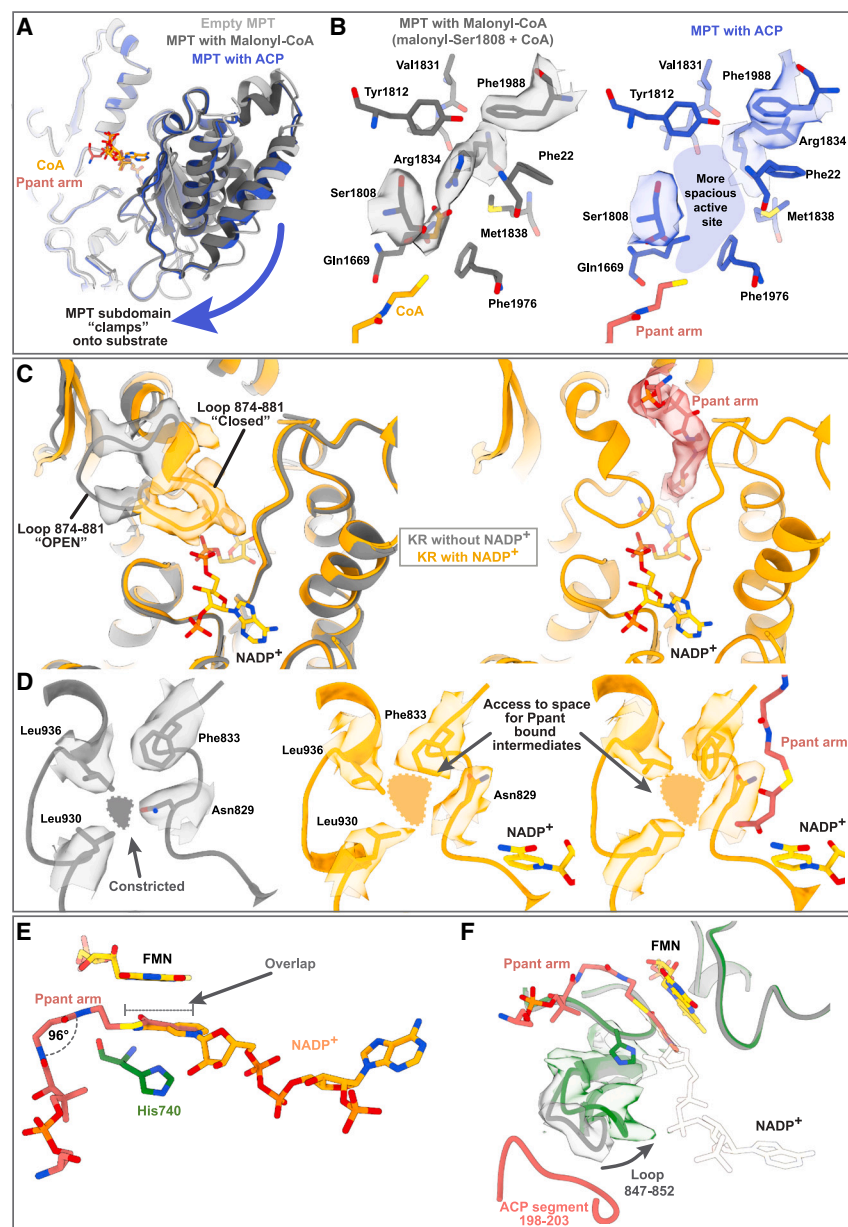 A
Empty MPT
MPT with Malonyl-CoA
MPT with ACP
CoA
Ppant arm
MPT subdomain
"clamps"
onto substrate
B
MPT with Malonyl-CoA
(malonyl-Ser1808 + CoA)
Val1831
Tyr1812
Phe1988
Arg1834
Phe22
Ser1808
Met1838
Gln1669
Phe1976
CoA
MPT with ACP
Val1831
Phe1988
Tyr1812
Arg1834
Phe22
More
spacious
active
site
Ser1808
Met1838
Gln1669
Phe1976
Ppant arm
C
Loop 874-881
"Closed"
Loop 874-881
"OPEN"
NADP+
KR without NADP+
KR with NADP+
Ppant arm
NADP+
D
Leu936
Phe833
Leu930
Asn829
Constricted
Phe833
Leu936
Access to space
for Ppant
bound
intermediates
Asn829
Leu930
NADP+
Ppant arm
NADP+
E
FMN
Overlap
Ppant arm
96°
NADP+
His740
F
FMN
Ppant arm
NADP+
Loop
847-852
ACP segment
198-203